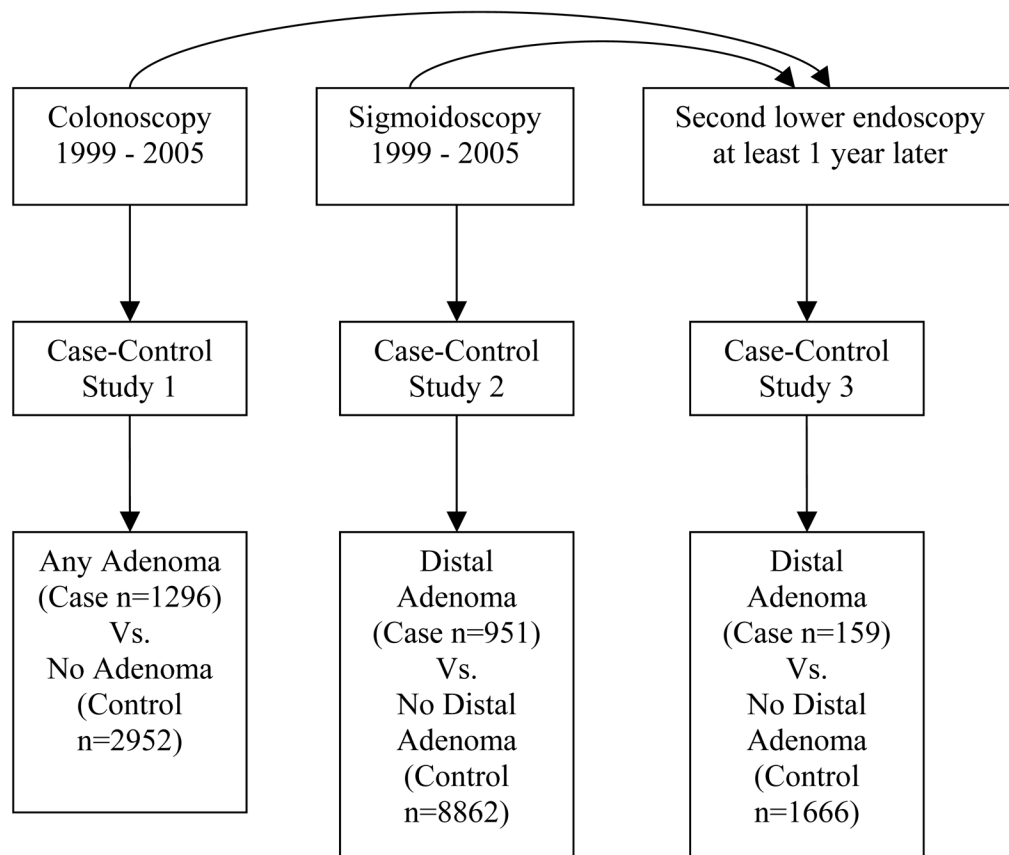 Colonoscopy
1999 - 2005
Sigmoidoscopy
1999 - 2005
Second lower endoscopy
at least 1 year later
Case-Control
Study 1
Case-Control
Study 2
Case-Control
Study 3
Any Adenoma
(Case n=1296)
Vs.
No Adenoma
(Control
n=2952)
Distal
Adenoma
(Case n=951)
Vs.
No Distal
Adenoma
(Control
n=8862)
Distal
Adenoma
(Case n=159)
Vs.
No Distal
Adenoma
(Control
n=1666)